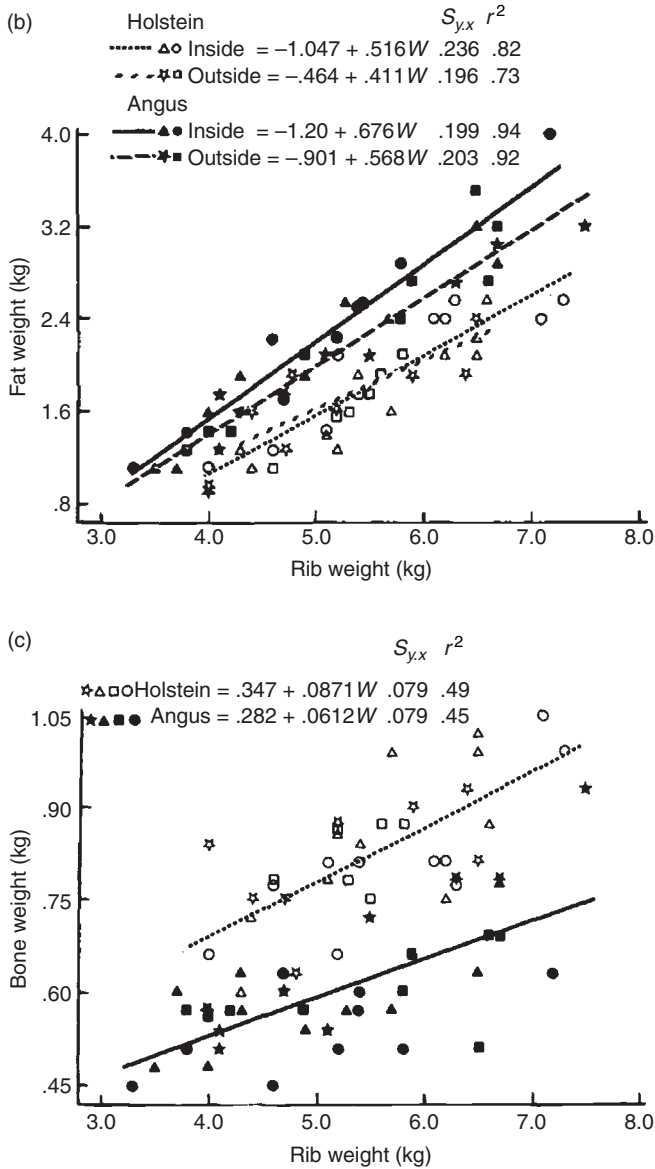 (b)
Holstein S_y.x r²
Inside = –1.047 + .516W .236 .82
Outside = –.464 + .411W .196 .73
Angus
Inside = –1.20 + .676W .199 .94
Outside = –.901 + .568W .203 .92
4.0
3.2
2.4
1.6
.8
Fat weight (kg)
3.0 4.0 5.0 6.0 7.0 8.0
Rib weight (kg)
(c)
S_y.x r²
Holstein = .347 + .0871W .079 .49
Angus = .282 + .0612W .079 .45
1.05
.90
.75
.60
.45
Bone weight (kg)
3.0 4.0 5.0 6.0 7.0 8.0
Rib weight (kg)